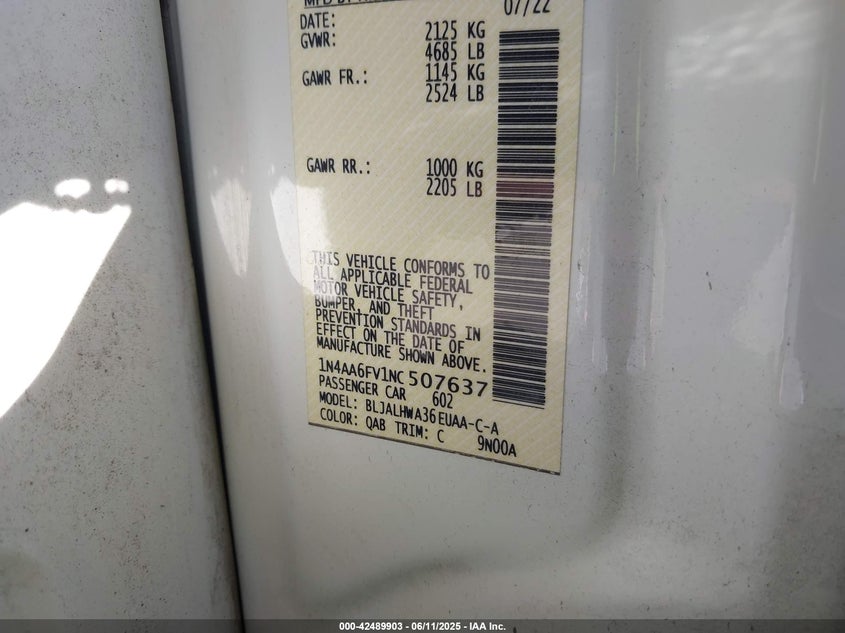 07/22
DATE:
GVWR: 2125 KG
4685 LB
GAWR FR.: 1145 KG
2524 LB
GAWR RR.: 1000 KG
2205 LB
THIS VEHICLE CONFORMS TO
ALL APPLICABLE FEDERAL
MOTOR VEHICLE SAFETY,
BUMPER, AND THEFT
PREVENTION STANDARDS IN
EFFECT ON THE DATE OF
MANUFACTURE SHOWN ABOVE.
1N4AA6FV1NC507637
PASSENGER CAR 602
MODEL: BLJALHWA36EUAA-C-A
COLOR: QAB TRIM: C 9N00A
000-42489903 - 06/11/2025 - IAA Inc.